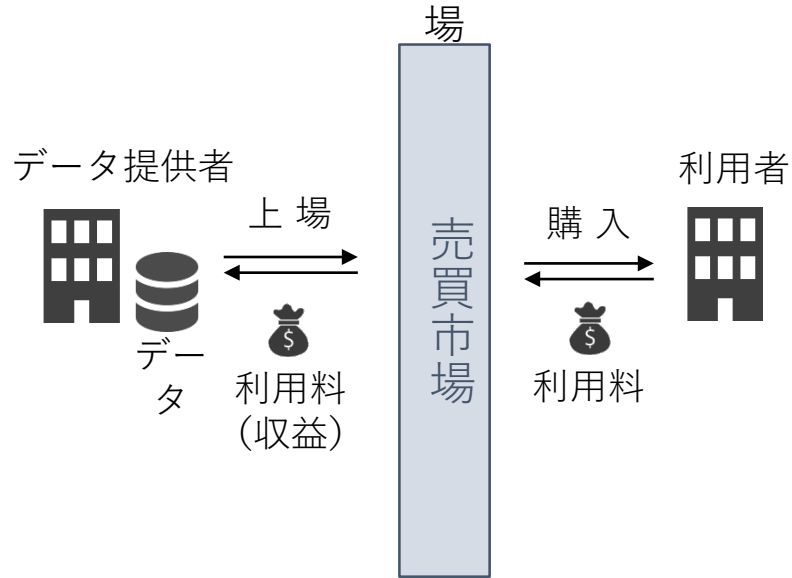 場
データ提供者
利用者
上 場
購 入
売買市場
$
$
デー
タ
利用料
(収益)
利用料